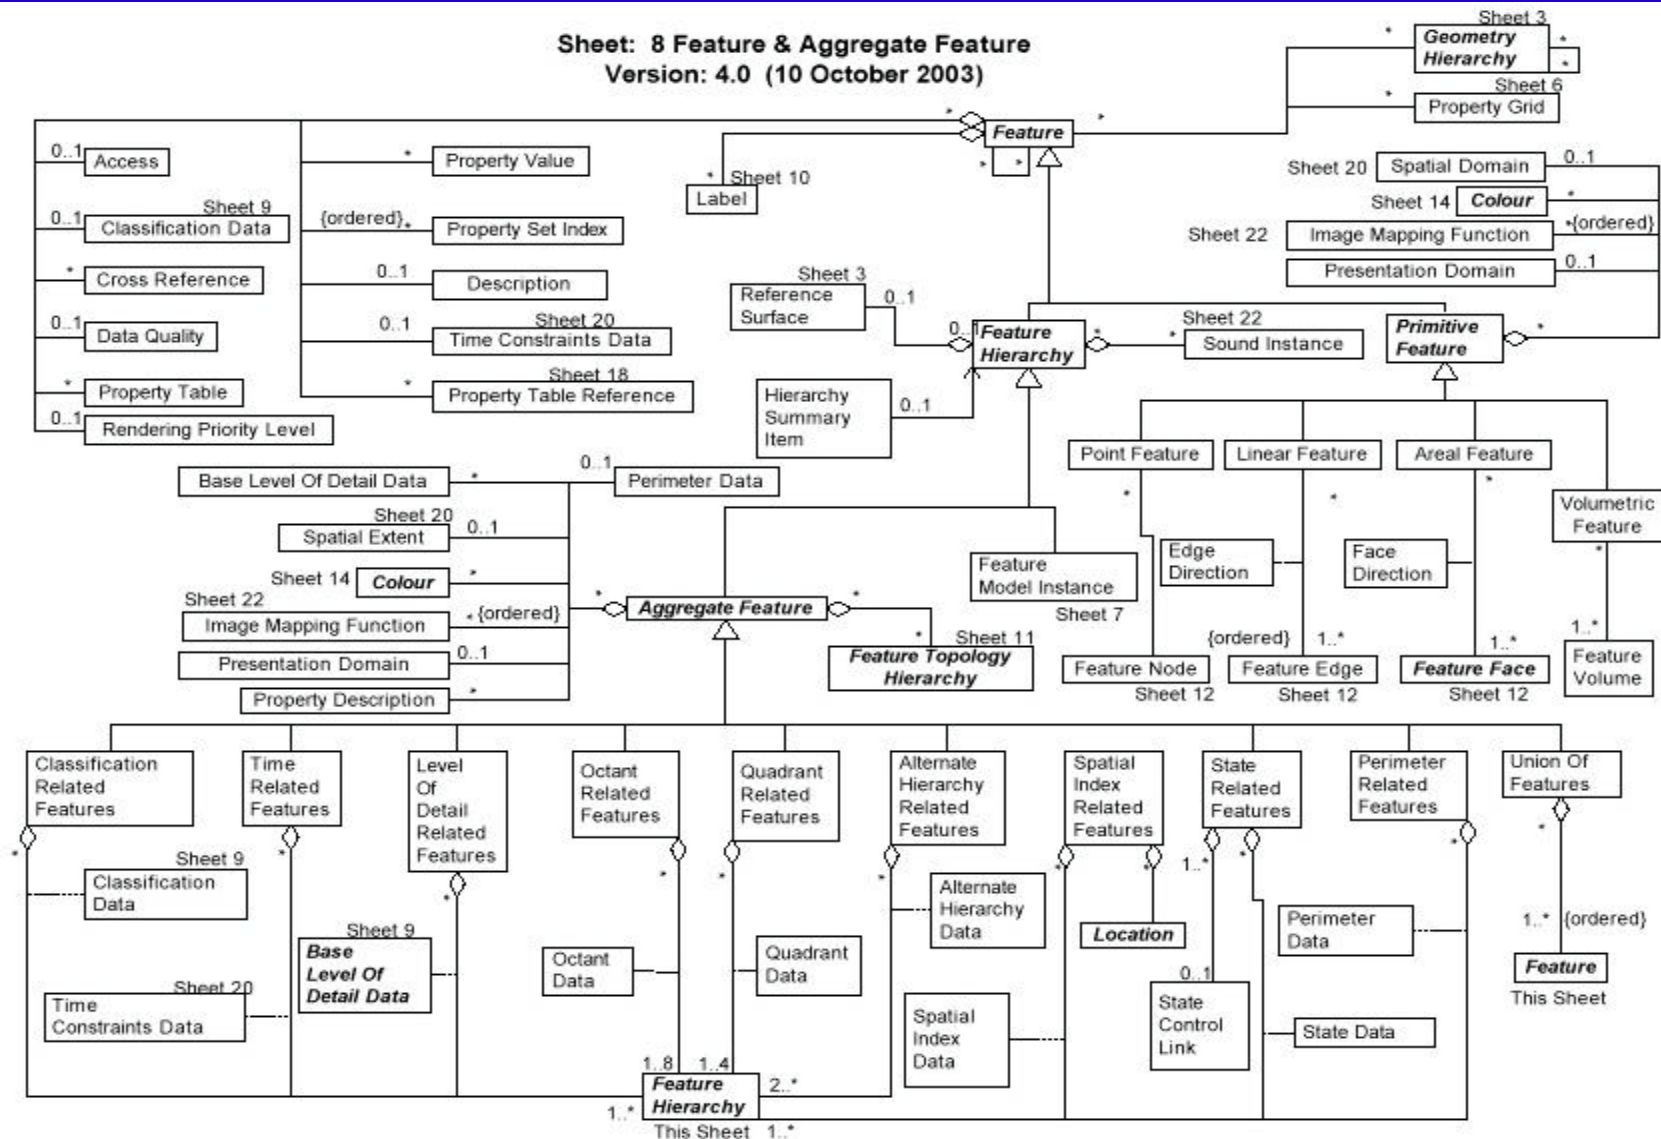 Sheet: 8 Feature & Aggregate Feature
Version: 4.0 (10 October 2003)
Sheet 3
Geometry
Hierarchy
*
*
*
Sheet 6
Property Grid
*
Feature
*
*
*
*
0..1
Access
*
Property Value
* Sheet 10
Label
Sheet 20
Spatial Domain
0..1
Sheet 14
Colour
*
Sheet 22
Image Mapping Function
*{ordered}
Presentation Domain
0..1
Sheet 9
0..1
Classification Data
{ordered}*
Property Set Index
*
Cross Reference
0..1
Description
0..1
Data Quality
0..1
Sheet 20
Time Constraints Data
*
Property Table
*
Sheet 18
Property Table Reference
0..1
Rendering Priority Level
Sheet 3
Reference
Surface
0..1
0..1
Feature
Hierarchy
*
*
Sheet 22
Sound Instance
Primitive
Feature
*
Hierarchy
Summary
Item
0..1
Point Feature
Linear Feature
Areal Feature
Volumetric
Feature
*
*
*
*
Edge
Direction
Face
Direction
{ordered}
1..*
1..*
1..*
Feature Node
Sheet 12
Feature Edge
Sheet 12
Feature Face
Sheet 12
Feature
Volume
Base Level Of Detail Data
*
0..1
Perimeter Data
Sheet 20
Spatial Extent
0..1
Sheet 14
Colour
*
Sheet 22
Image Mapping Function
* {ordered}
Presentation Domain
0..1
Property Description
*
*
Aggregate Feature
*
Feature
Model Instance
Sheet 7
*
Sheet 11
Feature Topology
Hierarchy
Classification
Related
Features
Time
Related
Features
Level
Of
Detail
Related
Features
Octant
Related
Features
Quadrant
Related
Features
Alternate
Hierarchy
Related
Features
Spatial
Index
Related
Features
State
Related
Features
Perimeter
Related
Features
Union Of
Features
*
*
*
*
*
*
*
*
1..*
*
*
*
Sheet 9
Classification
Data
Sheet 20
Time
Constraints Data
Sheet 9
Base
Level Of
Detail Data
Octant
Data
Quadrant
Data
Alternate
Hierarchy
Data
Spatial
Index
Data
Location
0..1
State
Control
Link
Perimeter
Data
State Data
1..*
{ordered}
Feature
This Sheet
1..8
1..4
Feature
Hierarchy
2..*
1..*
This Sheet
1..*